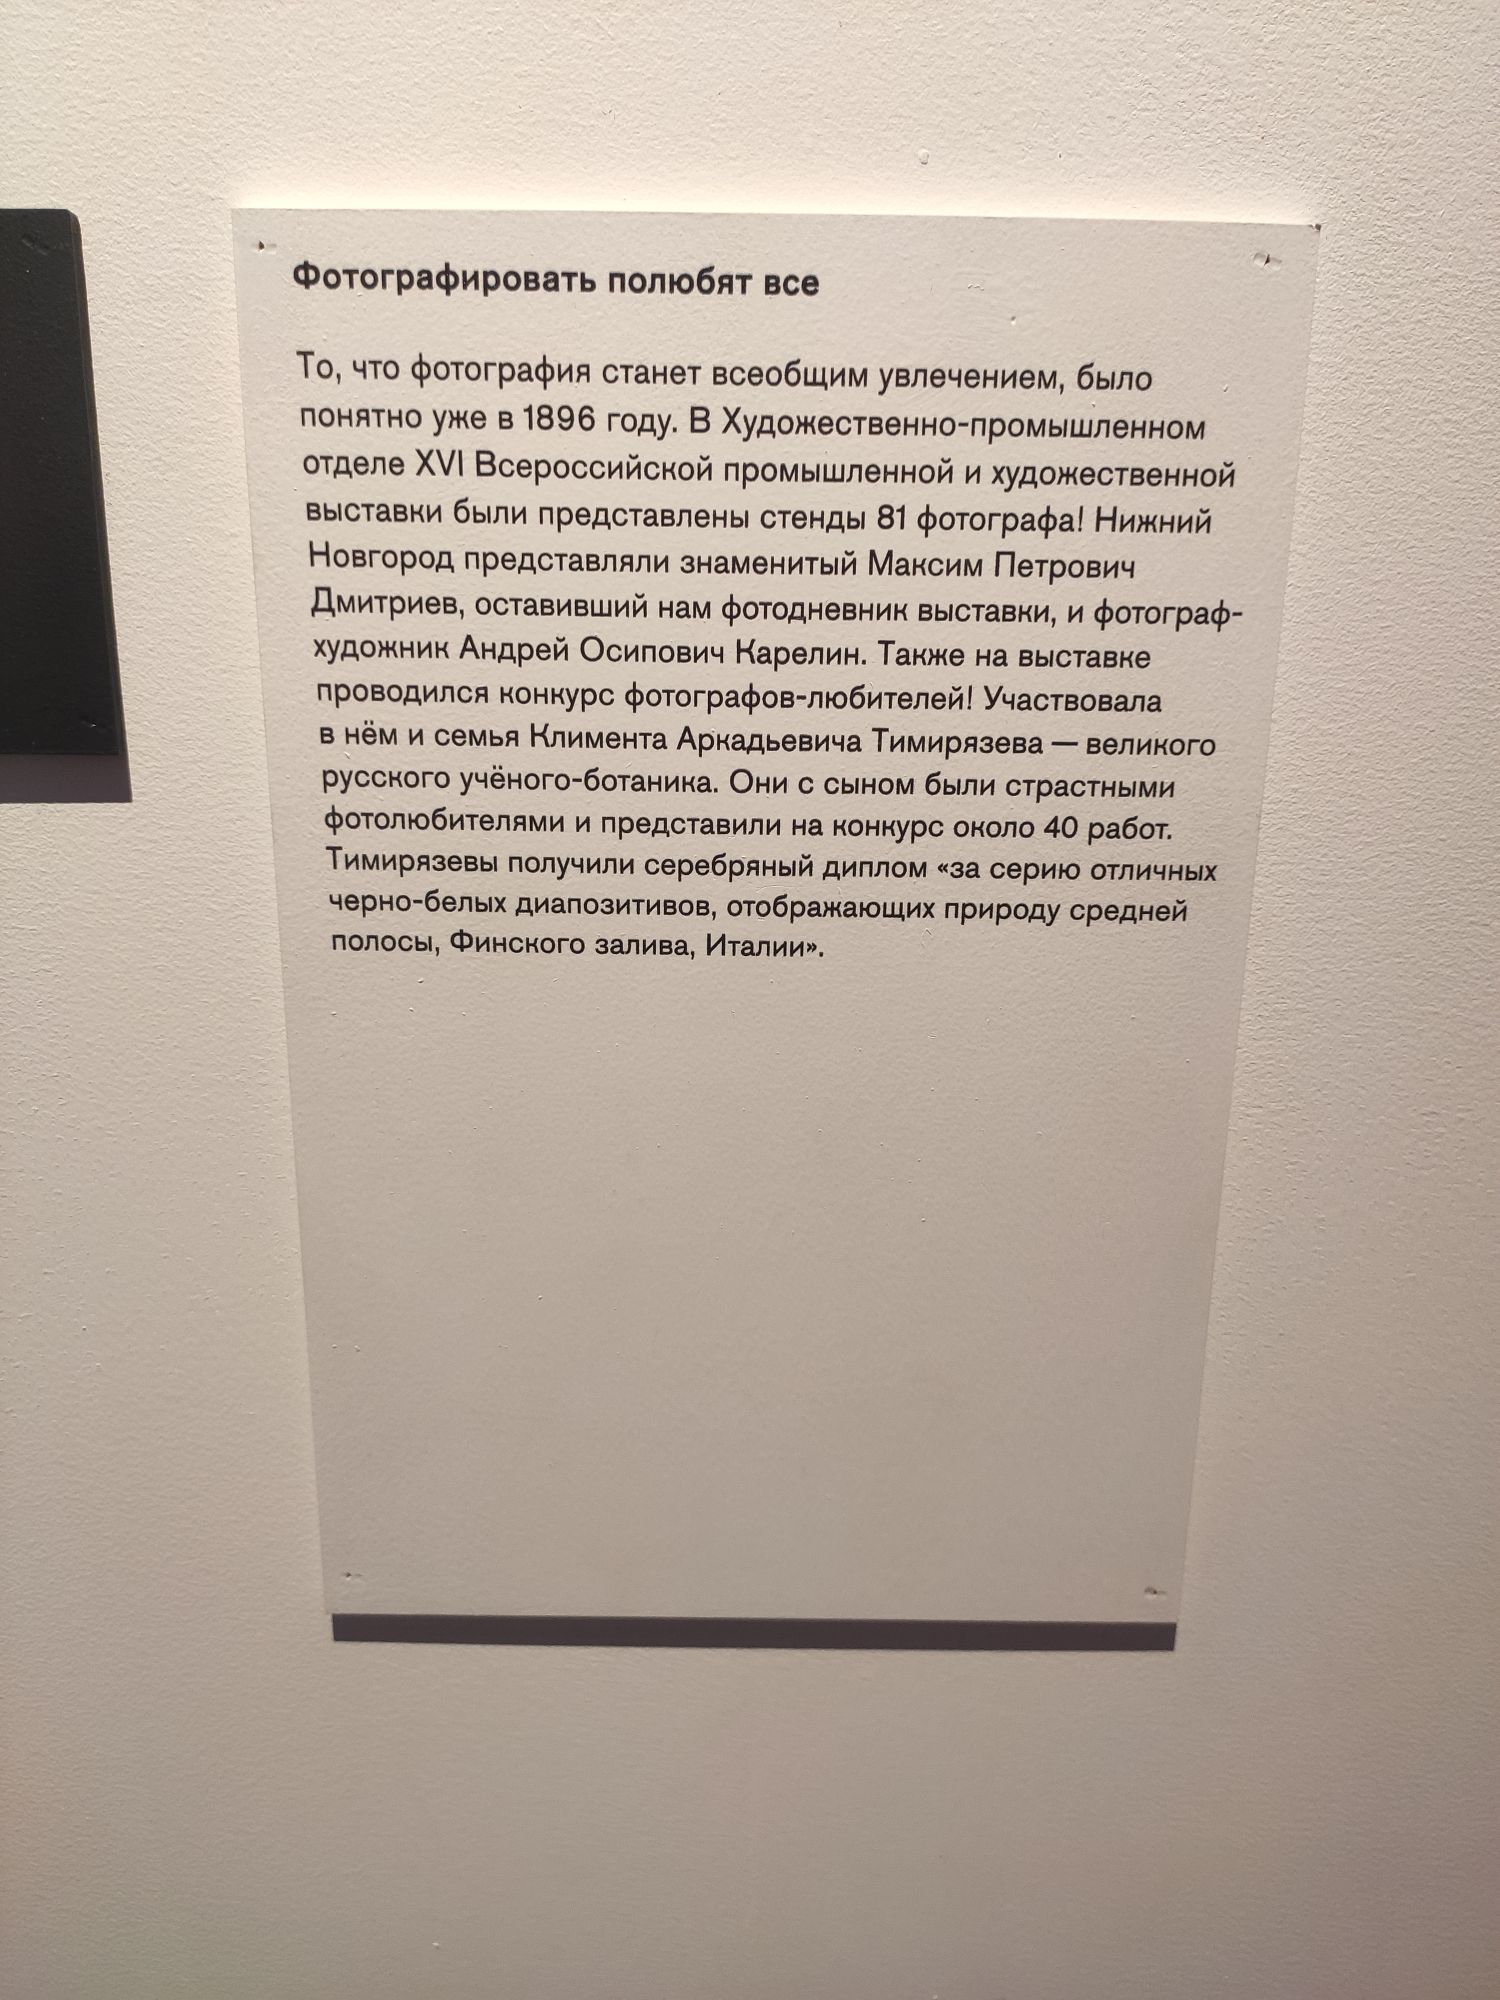 Фотографировать полюбят все
То, что фотография станет всеобщим увлечением, было
понятно уже в 1896 году. В Художественно-промышленном
отделе XVI Всероссийской промышленной и художественной
выставки были представлены стенды 81 фотографа! Нижний
Новгород представляли знаменитый Максим Петрович
Дмитриев, оставивший нам фотодневник выставки, и фотограф-
художник Андрей Осипович Карелин. Также на выставке
проводился конкурс фотографов-любителей! Участвовала
в нём и семья Климента Аркадьевича Тимирязева — великого
русского учёного-ботаника. Они с сыном были страстными
фотолюбителями и представили на конкурс около 40 работ.
Тимирязевы получили серебряный диплом «за серию отличных
черно-белых диапозитивов, отображающих природу средней
полосы, Финского залива, Италии».